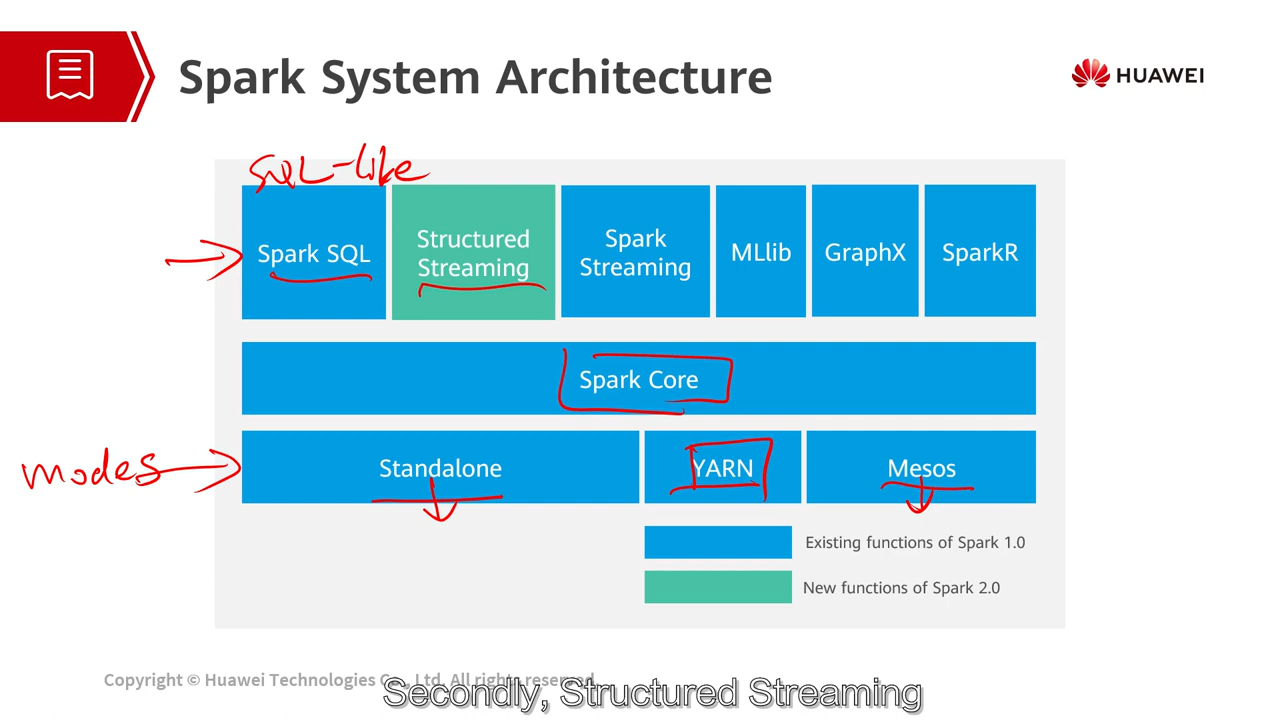 Spark System Architecture
HUAWEI
SQL-like
Spark SQL
Structured
Streaming
Spark
Streaming
MLlib
GraphX
SparkR
Spark Core
modes
Standalone
YARN
Mesos
Existing functions of Spark 1.0
New functions of Spark 2.0
Copyright © Huawei Technologies Co., Ltd. All rights reserved.
Secondly, Structured Streaming